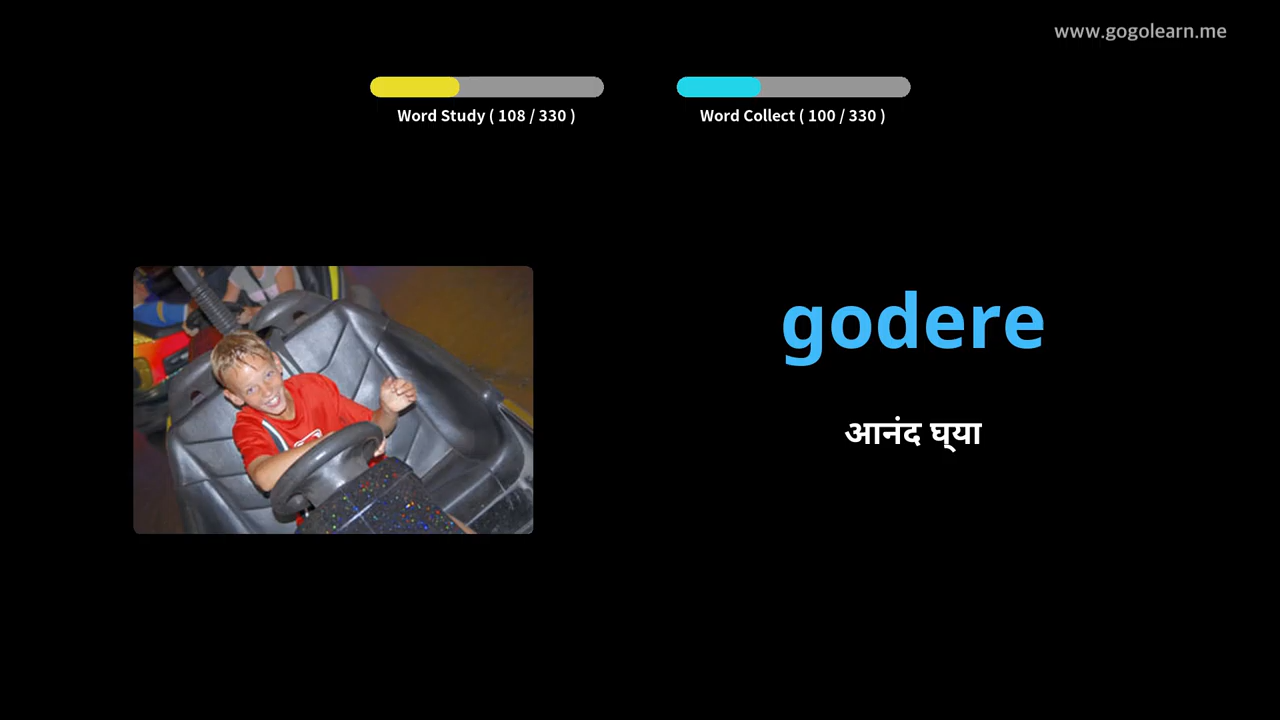 www.gogolearn.me
Word Study ( 108 / 330 )
Word Collect ( 100 / 330 )
godere
आनंद घ्या